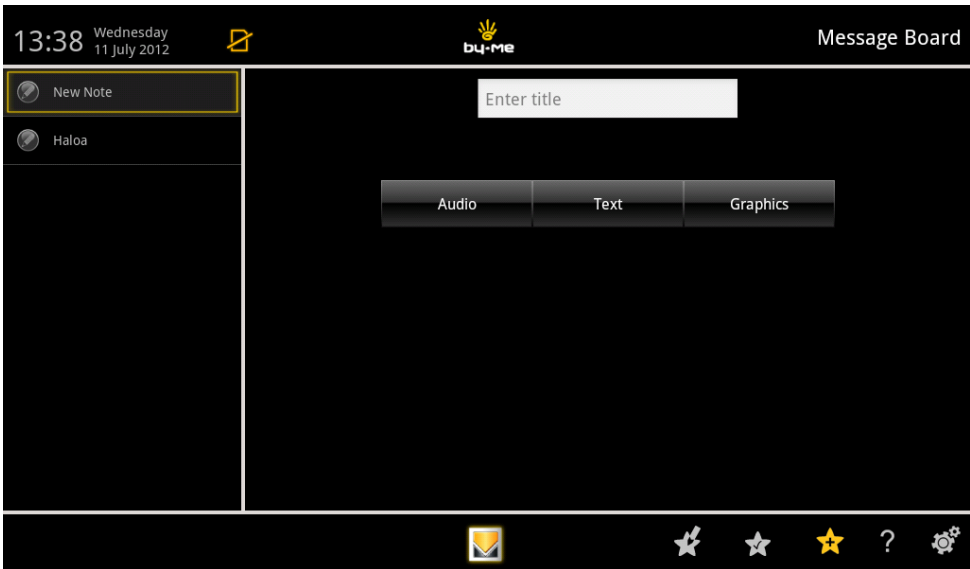 13:38
Wednesday
11 July 2012
by-me
Message Board
New Note
Haloa
Enter title
Audio
Text
Graphics
?